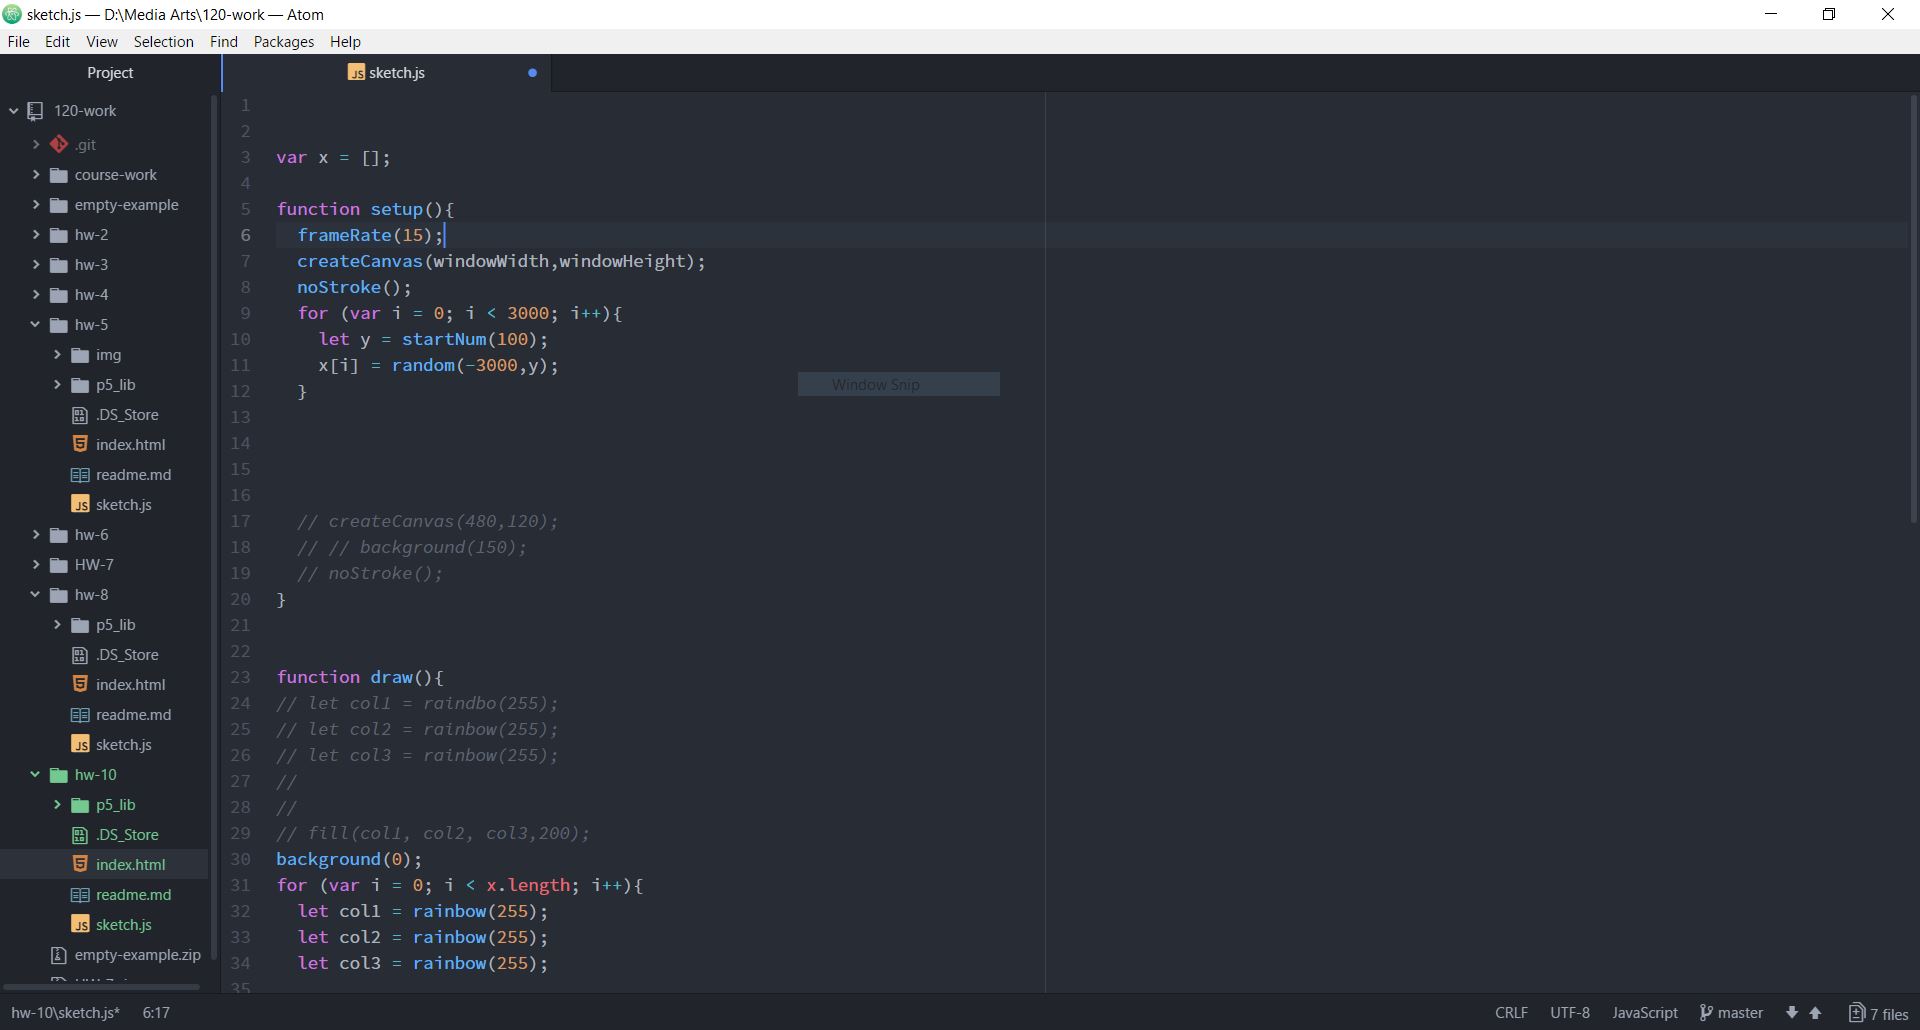 sketch.js — D:\Media Arts\120-work — Atom
File Edit View Selection Find Packages Help
Project
sketch.js
120-work
.git
course-work
empty-example
hw-2
hw-3
hw-4
hw-5
img
p5_lib
.DS_Store
index.html
readme.md
sketch.js
hw-6
HW-7
hw-8
p5_lib
.DS_Store
index.html
readme.md
sketch.js
hw-10
p5_lib
.DS_Store
index.html
readme.md
sketch.js
empty-example.zip
1
2
3 var x = [];
4
5 function setup(){
6 frameRate(15);
7 createCanvas(windowWidth,windowHeight);
8 noStroke();
9 for (var i = 0; i < 3000; i++){
10 let y = startNum(100);
11 x[i] = random(-3000,y);
Window Snip
12 }
13
14
15
16
17 // createCanvas(480,120);
18 // // background(150);
19 // noStroke();
20 }
21
22
23 function draw(){
24 // let col1 = raindbo(255);
25 // let col2 = rainbow(255);
26 // let col3 = rainbow(255);
27 //
28 //
29 // fill(col1, col2, col3,200);
30 background(0);
31 for (var i = 0; i < x.length; i++){
32 let col1 = rainbow(255);
33 let col2 = rainbow(255);
34 let col3 = rainbow(255);
35
hw-10\sketch.js* 6:17 CRLF UTF-8 JavaScript master 7 files